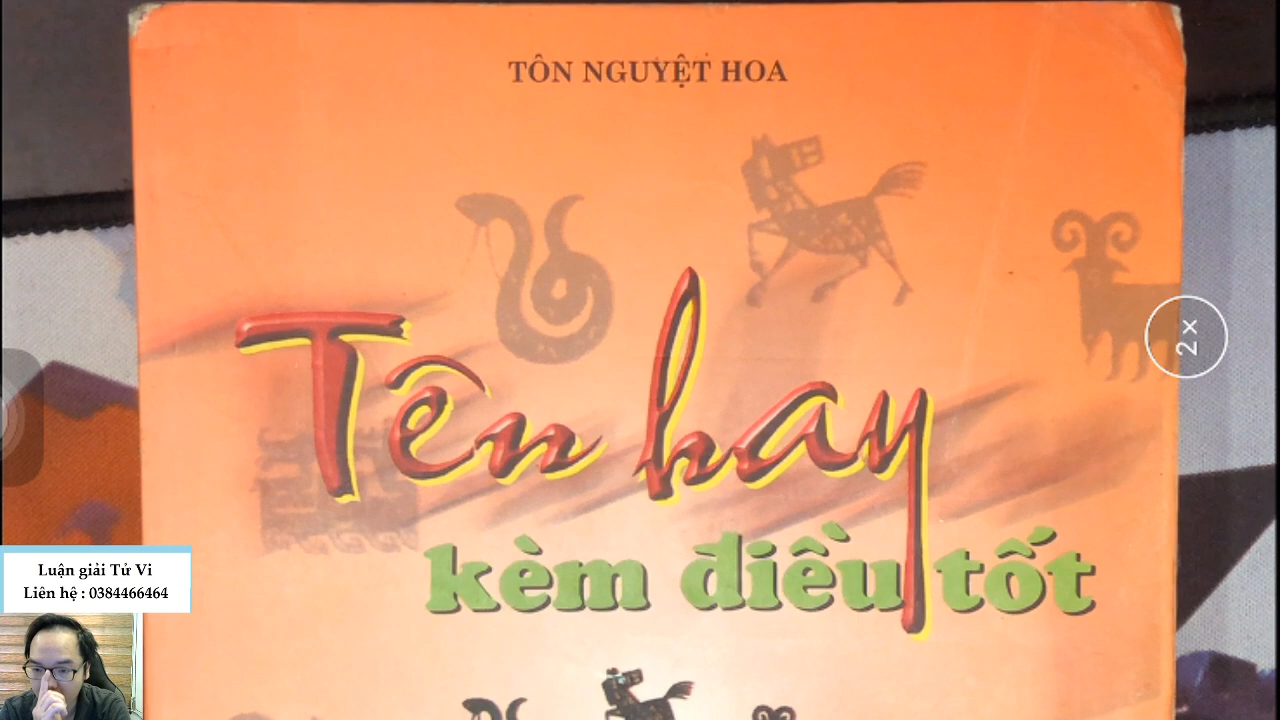 TÔN NGUYỆT HOA
Tên hay
kèm điều tốt
2×
Luận giải Tử Vi
Liên hệ : 0384466464